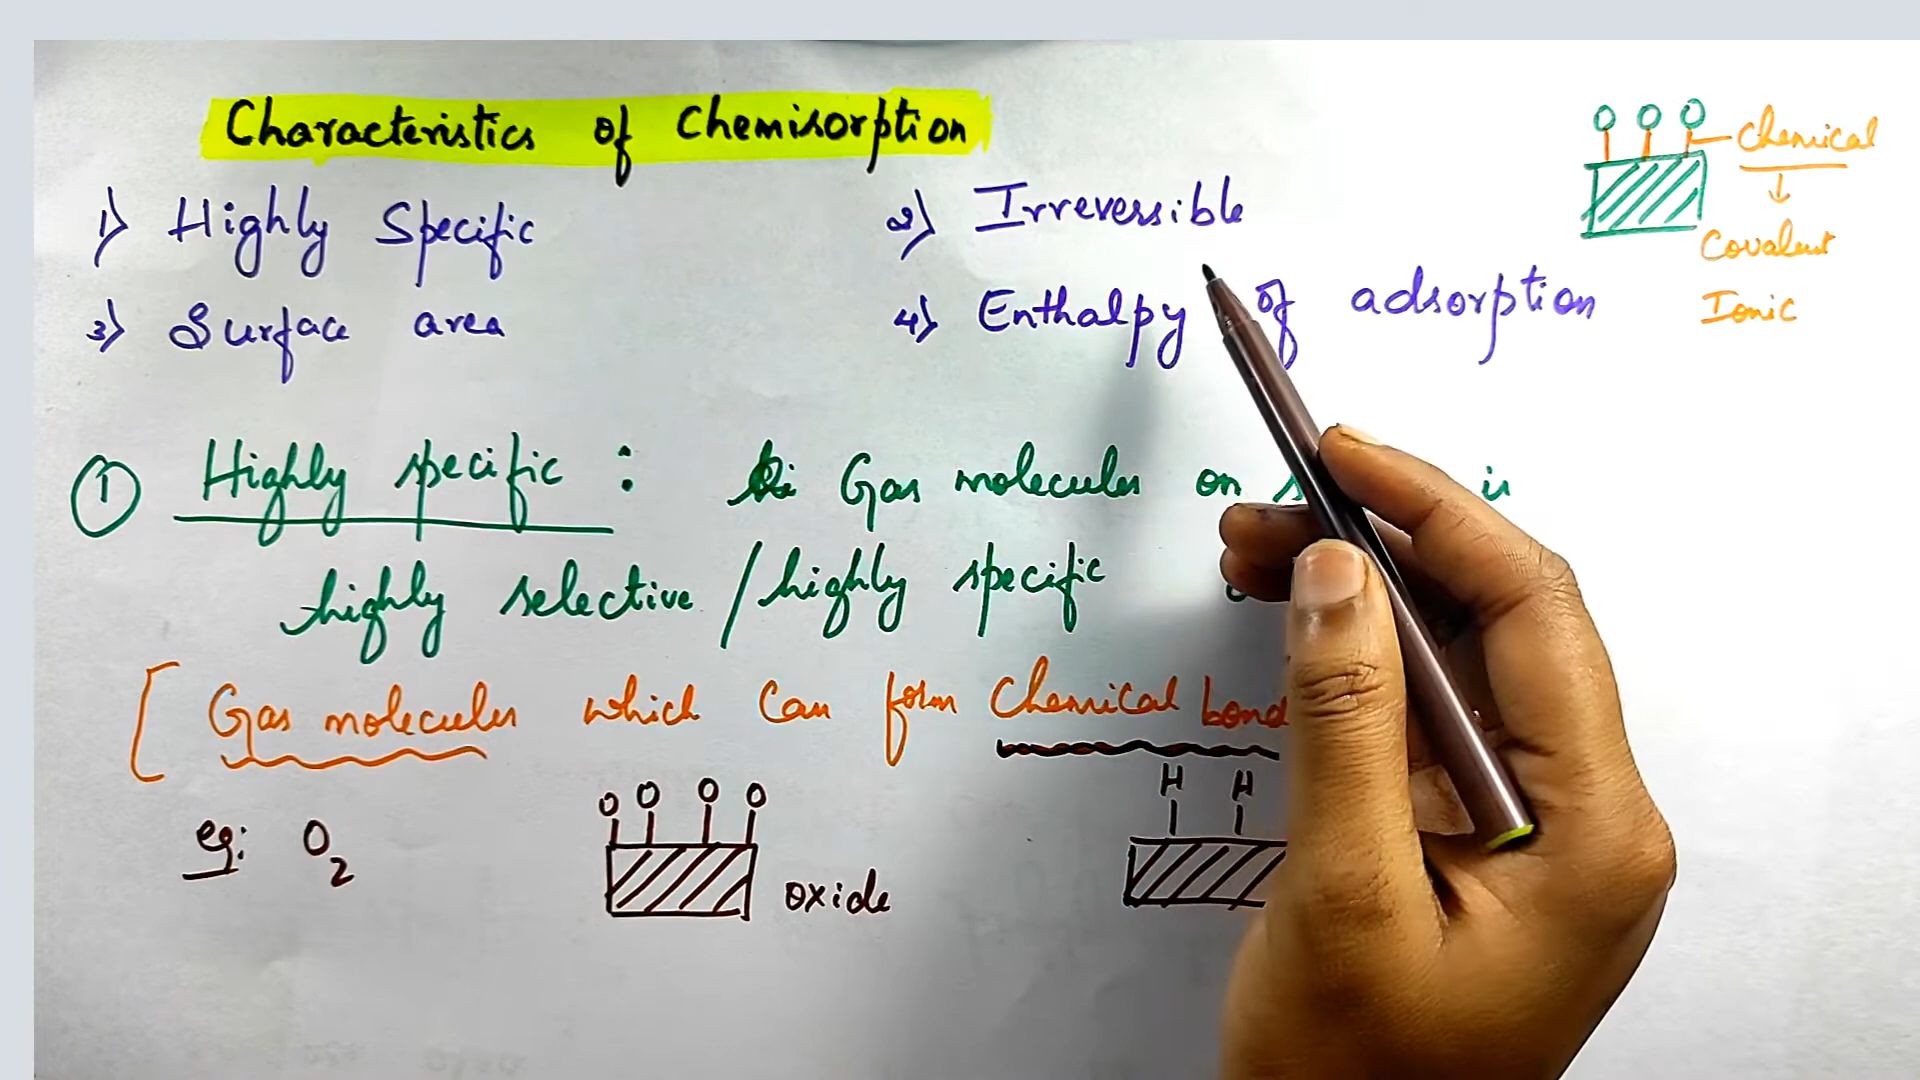 Characteristics of Chemisorption
1) Highly Specific
2) Irreversible
3) Surface area
4) Enthalpy of adsorption
O O O
Chemical
↓
Covalent
Ionic
① Highly specific : Gas molecules on is
highly selective / highly specific
[ Gas molecules which can form Chemical bond
eg: O2
O O O O
oxide
H H